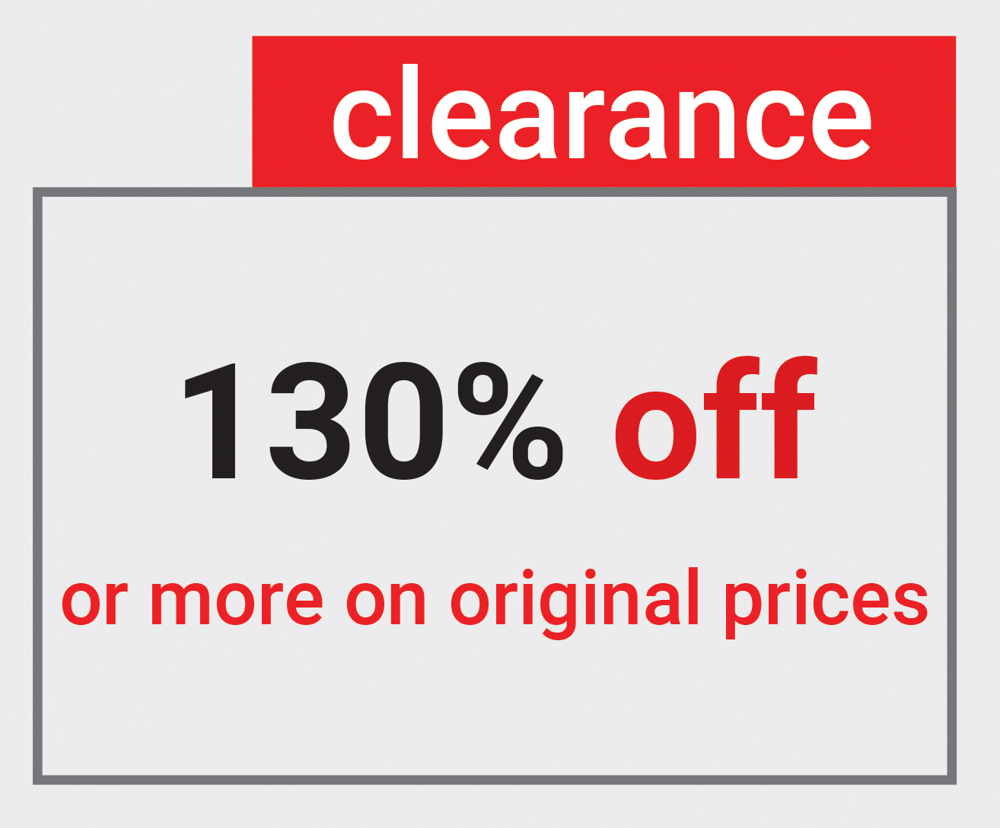 clearance
130% off
or more on original prices